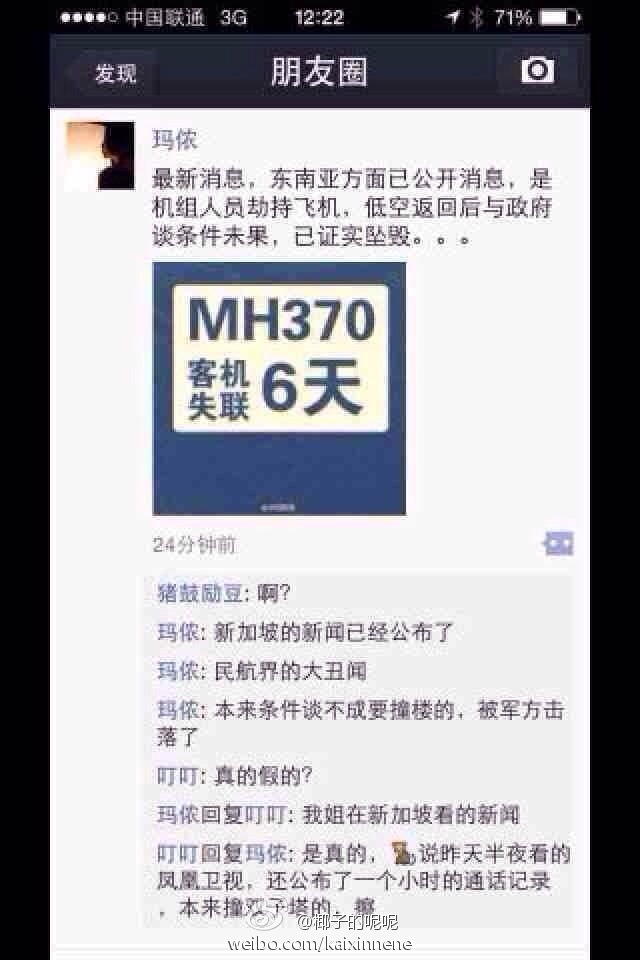 中国联通 3G 12:22 71%
发现 朋友圈
玛侬
最新消息，东南亚方面已公开消息，是
机组人员劫持飞机，低空返回后与政府
谈条件未果，已证实坠毁。。。
MH370
客机
失联 6天
24分钟前
猪鼓励豆: 啊？
玛侬: 新加坡的新闻已经公布了
玛侬: 民航界的大丑闻
玛侬: 本来条件谈不成要撞楼的，被军方击
落了
叮叮: 真的假的？
玛侬回复叮叮: 我姐在新加坡看的新闻
叮叮回复玛侬: 是真的，说昨天半夜看的
凤凰卫视，还公布了一个小时的通话记录
，本来撞双子塔的，擦
@椰子的呢呢
weibo.com/kaixinnene